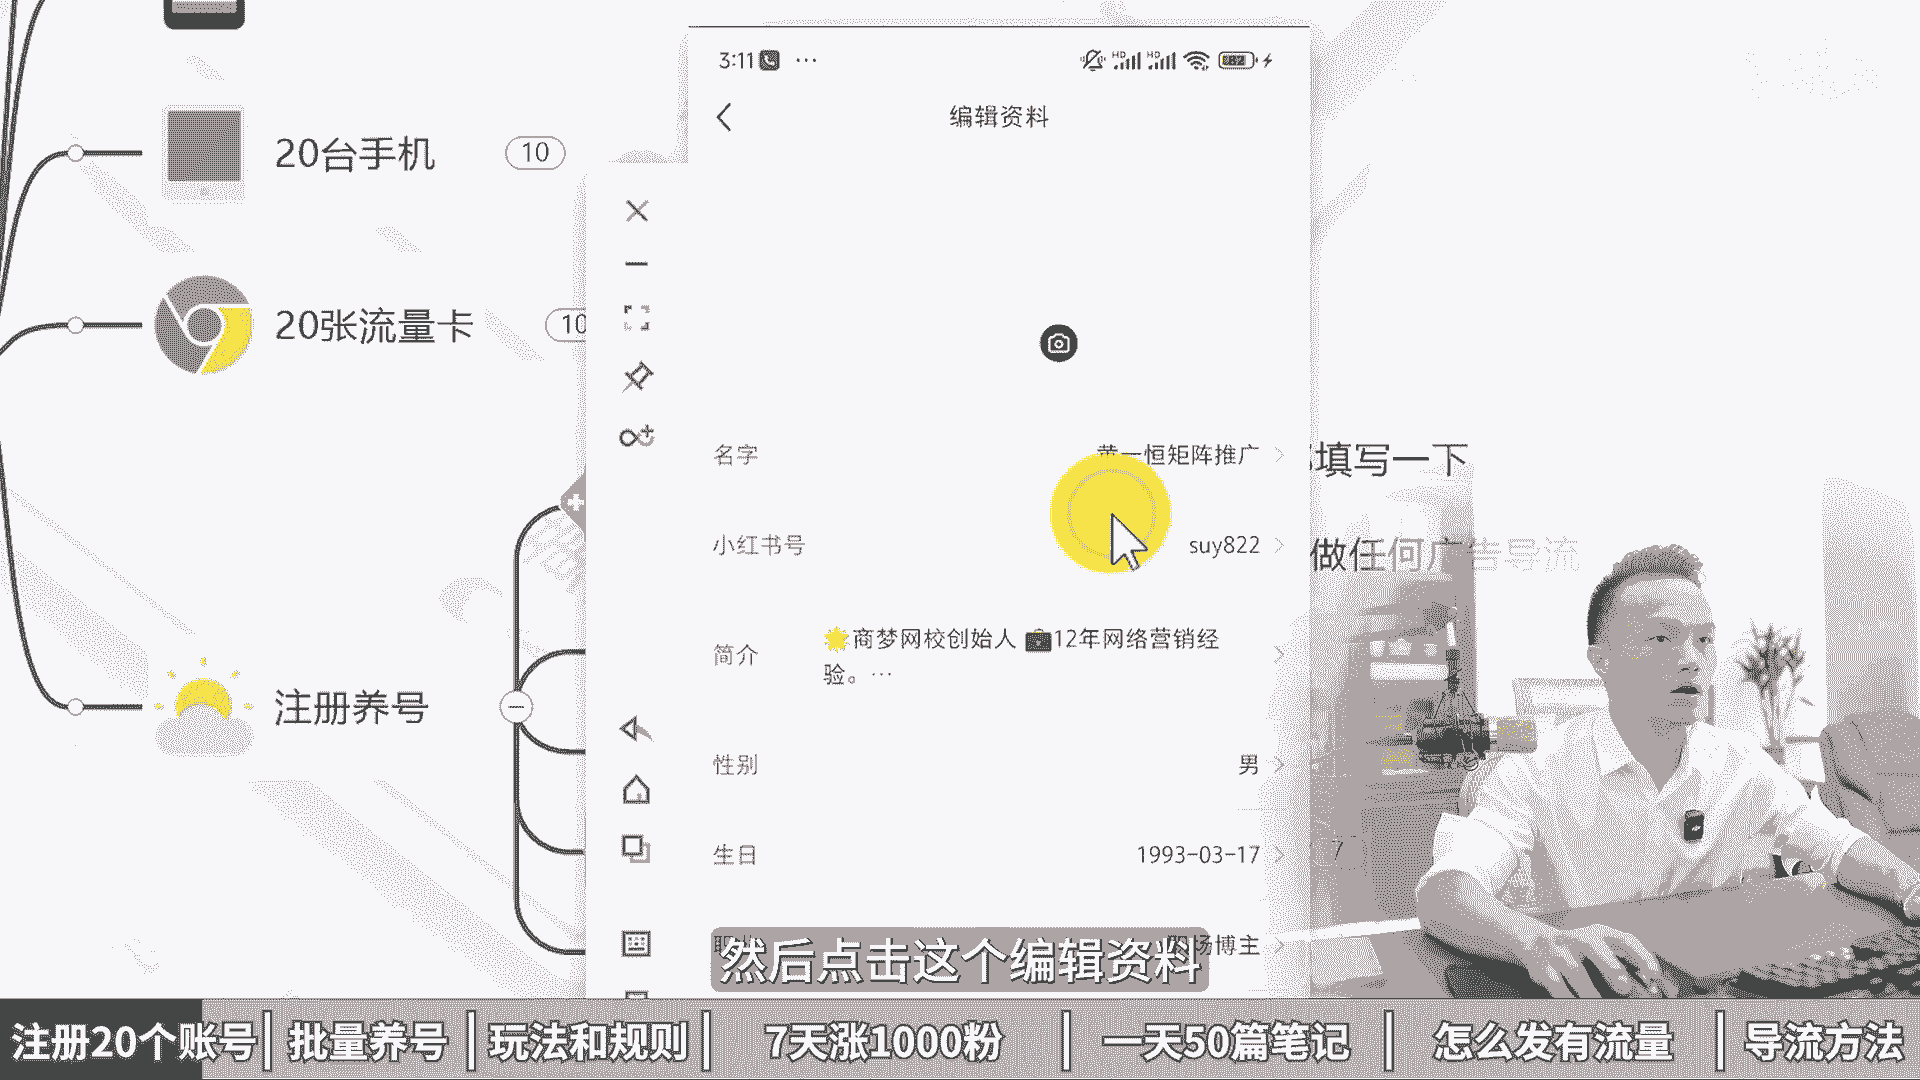 3:11
编辑资料
20台手机
10
20张流量卡
10
名字
黄一恒矩阵推广
填写一下
小红书号
suy822
做任何广告导流
简介
🌟商梦网校创始人 💼12年网络营销经
验。…
注册养号
性别
男
生日
1993-03-17
职业
职场博主
然后点击这个编辑资料
注册20个账号
批量养号
玩法和规则
7天涨1000粉
一天50篇笔记
怎么发有流量
导流方法